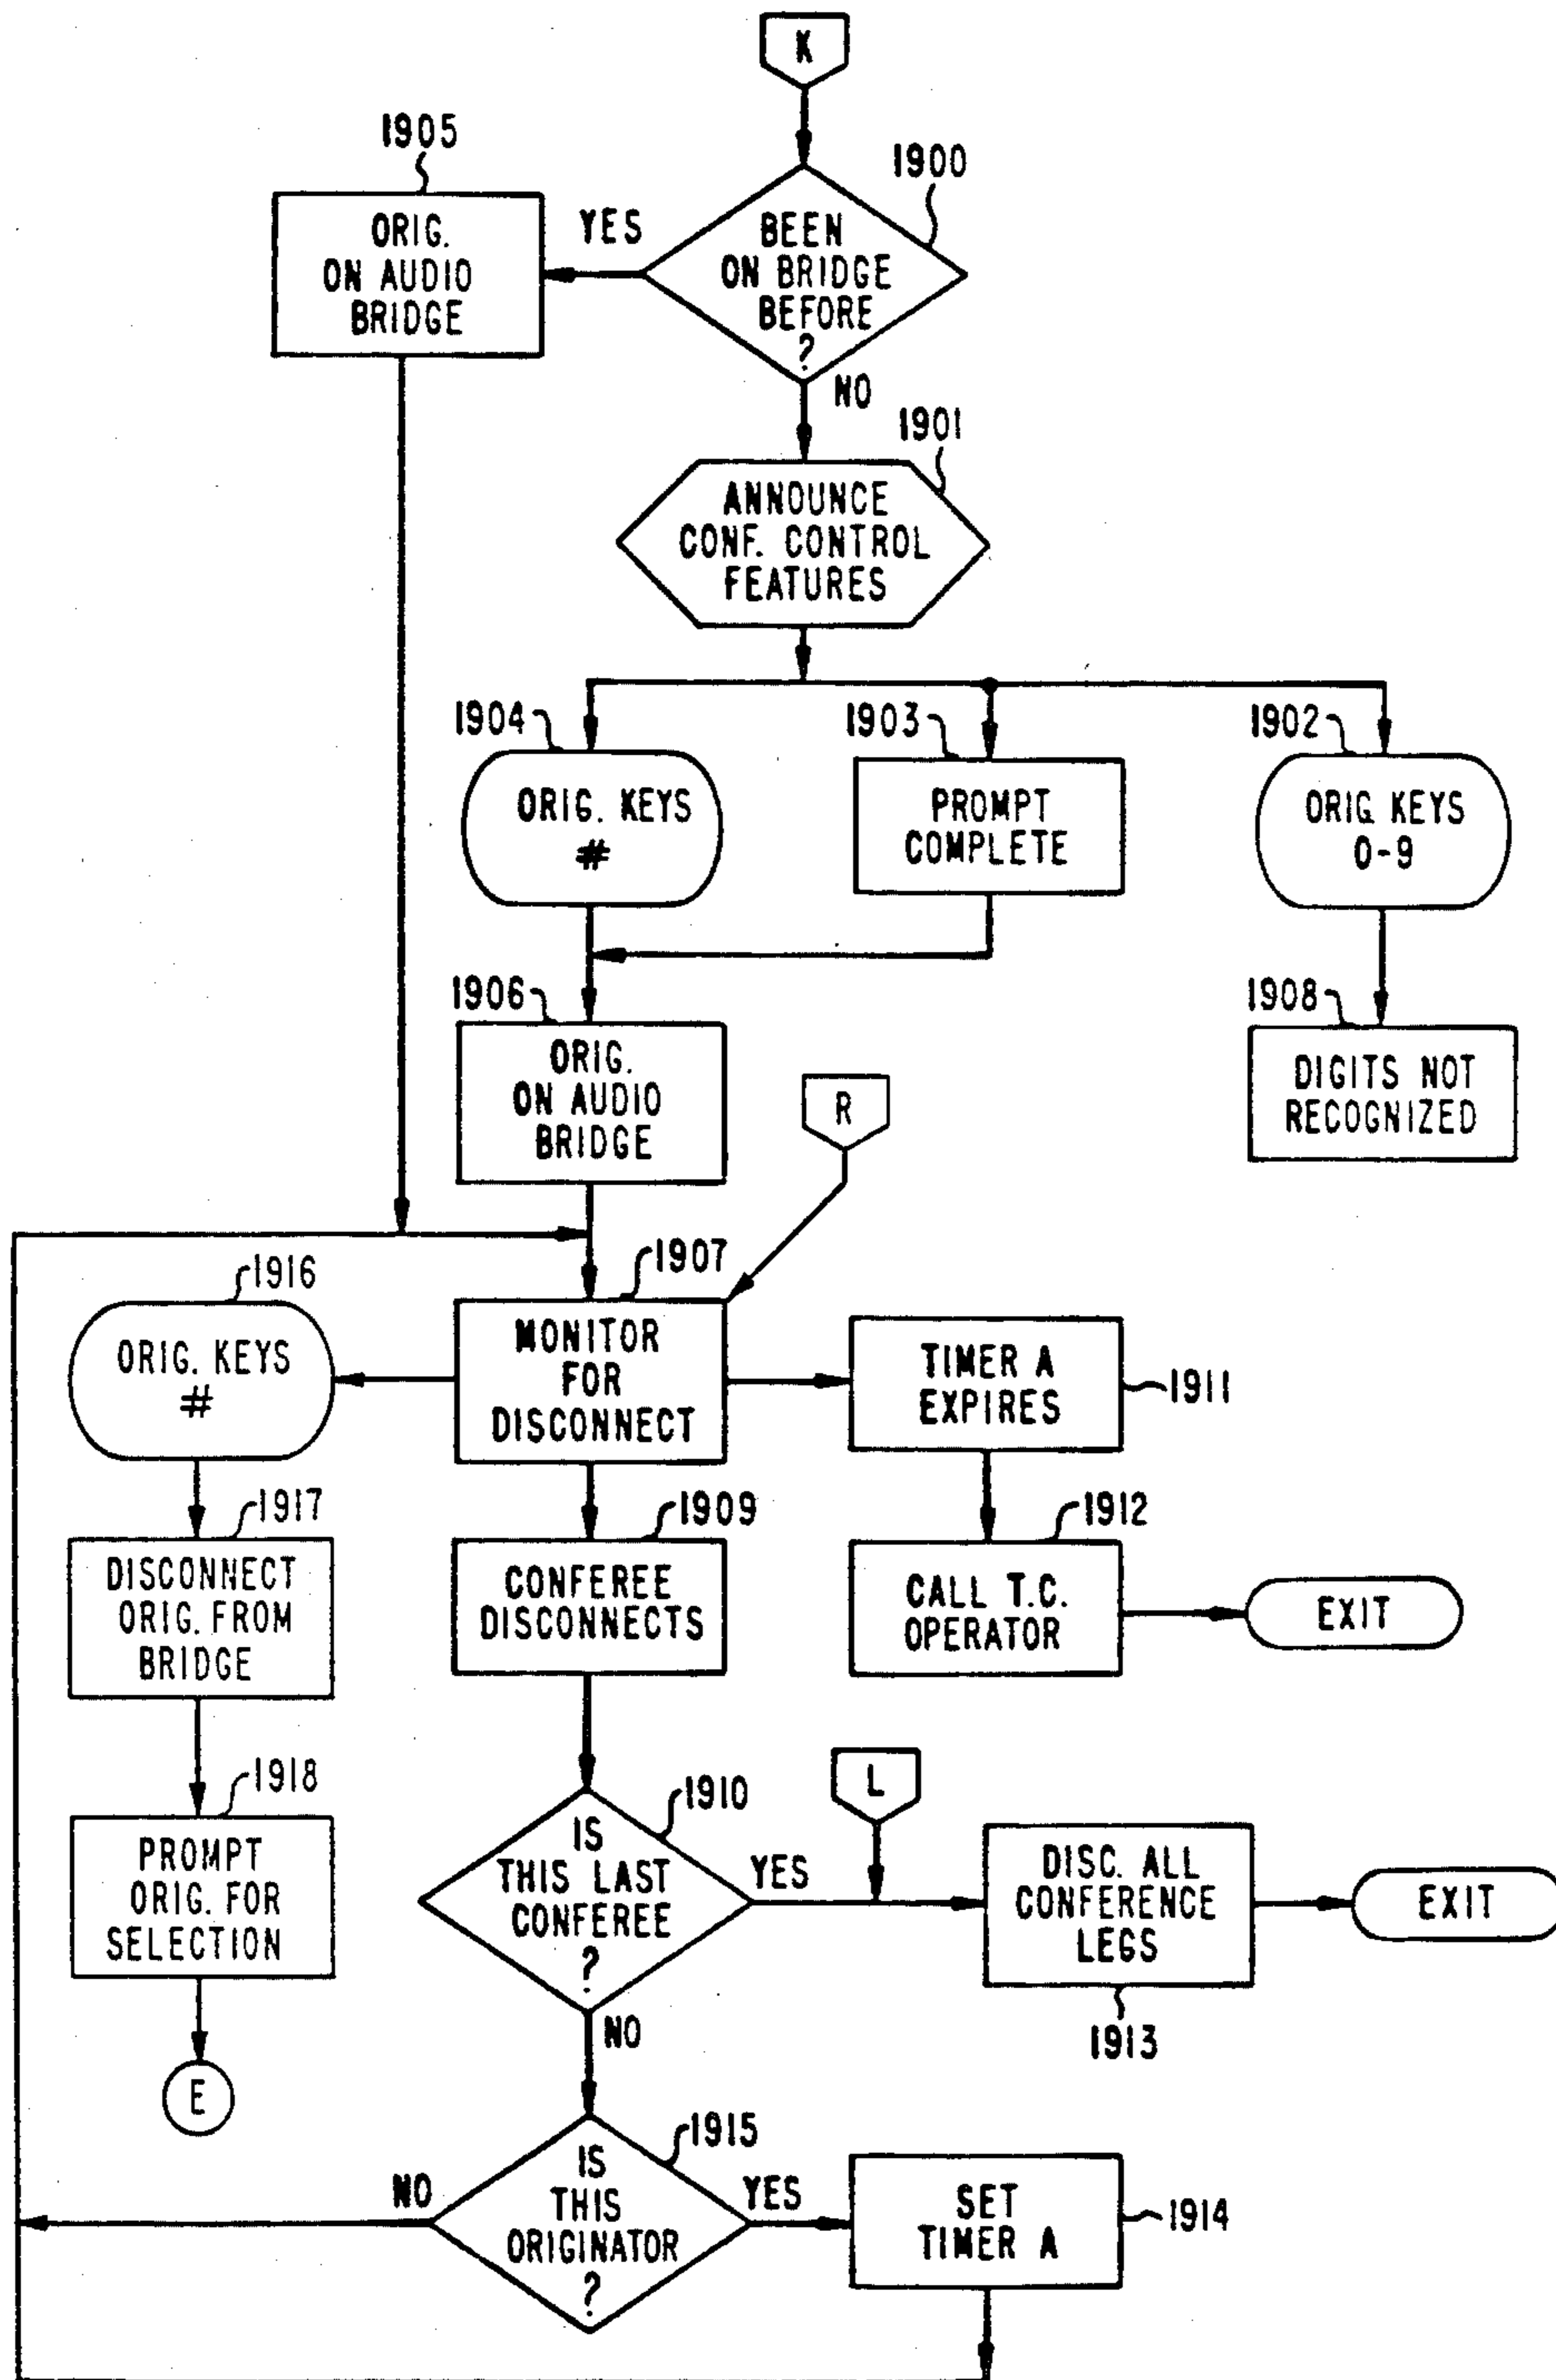 K
1905
1900
ORIG.
ON AUDIO
BRIDGE
YES
BEEN
ON BRIDGE
BEFORE
?
NO
1901
ANNOUNCE
CONF. CONTROL
FEATURES
1904
1903
1902
ORIG. KEYS
#
PROMPT
COMPLETE
ORIG KEYS
0-9
1906
1908
ORIG.
ON AUDIO
BRIDGE
R
DIGITS NOT
RECOGNIZED
1916
1907
ORIG. KEYS
#
MONITOR
FOR
DISCONNECT
TIMER A
EXPIRES
1911
1917
1909
1912
DISCONNECT
ORIG. FROM
BRIDGE
CONFEREE
DISCONNECTS
CALL T.C.
OPERATOR
EXIT
1918
1910
L
PROMPT
ORIG. FOR
SELECTION
IS
THIS LAST
CONFEREE
?
YES
DISC. ALL
CONFERENCE
LEGS
EXIT
1913
NO
E
1915
NO
IS
THIS
ORIGINATOR
?
YES
SET
TIMER A
1914